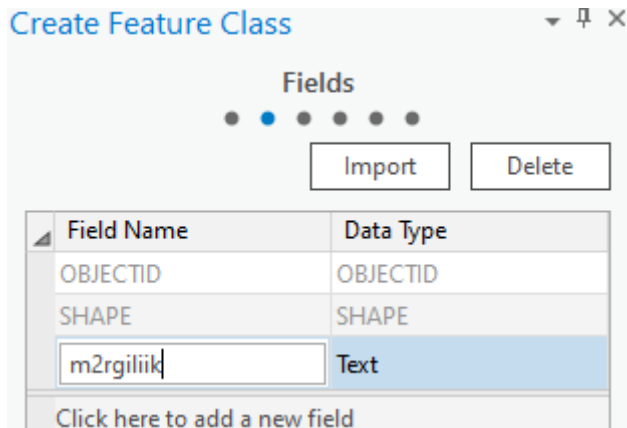 Create Feature Class
Fields
Import Delete
Field Name Data Type
OBJECTID OBJECTID
SHAPE SHAPE
m2rgiliik Text
Click here to add a new field